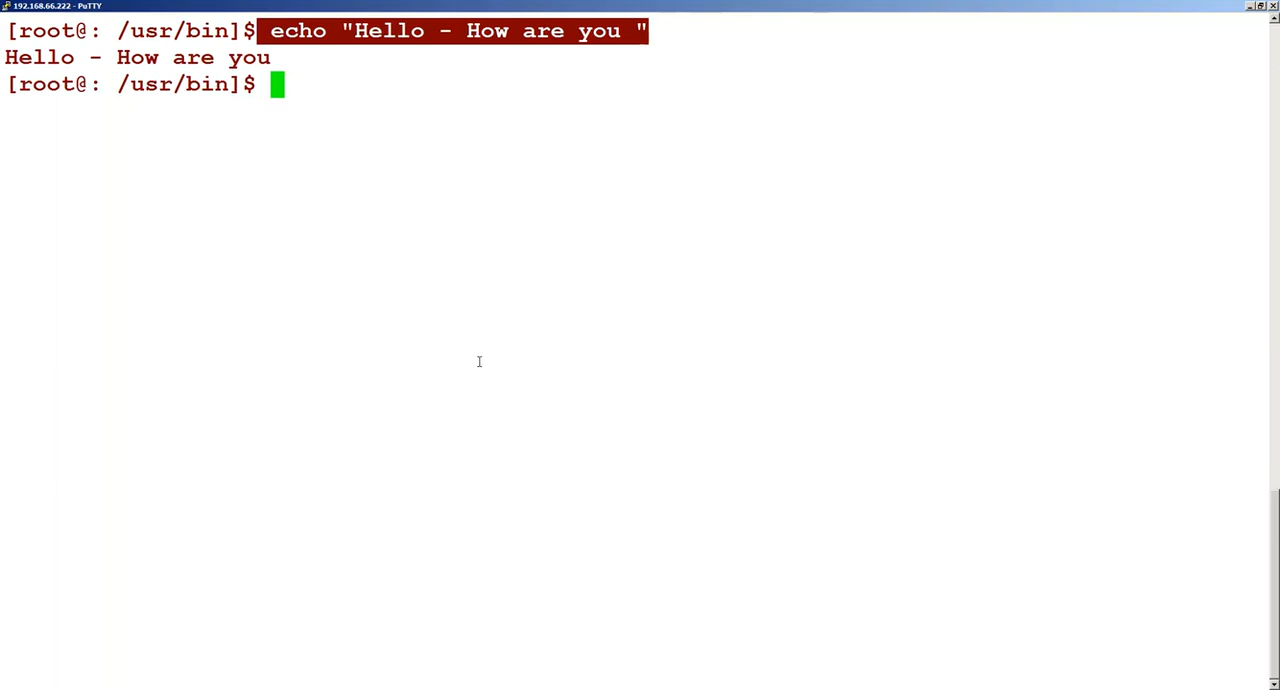 192.168.66.222 - PuTTY
[root@: /usr/bin]$ echo "Hello - How are you "
Hello - How are you
[root@: /usr/bin]$